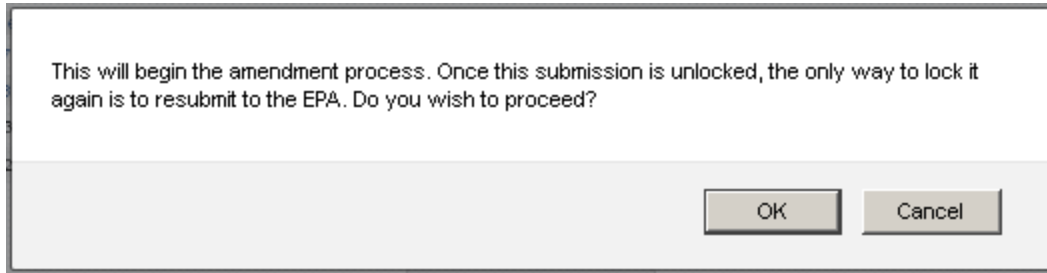 This will begin the amendment process. Once this submission is unlocked, the only way to lock it
again is to resubmit to the EPA. Do you wish to proceed?
OK Cancel